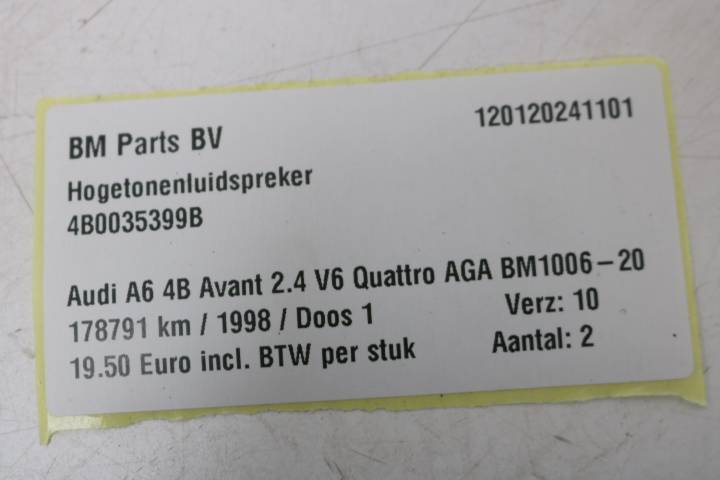 BM Parts BV 120120241101
Hogetonenluidspreker
4B0035399B
Audi A6 4B Avant 2.4 V6 Quattro AGA BM1006-20
178791 km / 1998 / Doos 1 Verz: 10
19.50 Euro incl. BTW per stuk Aantal: 2